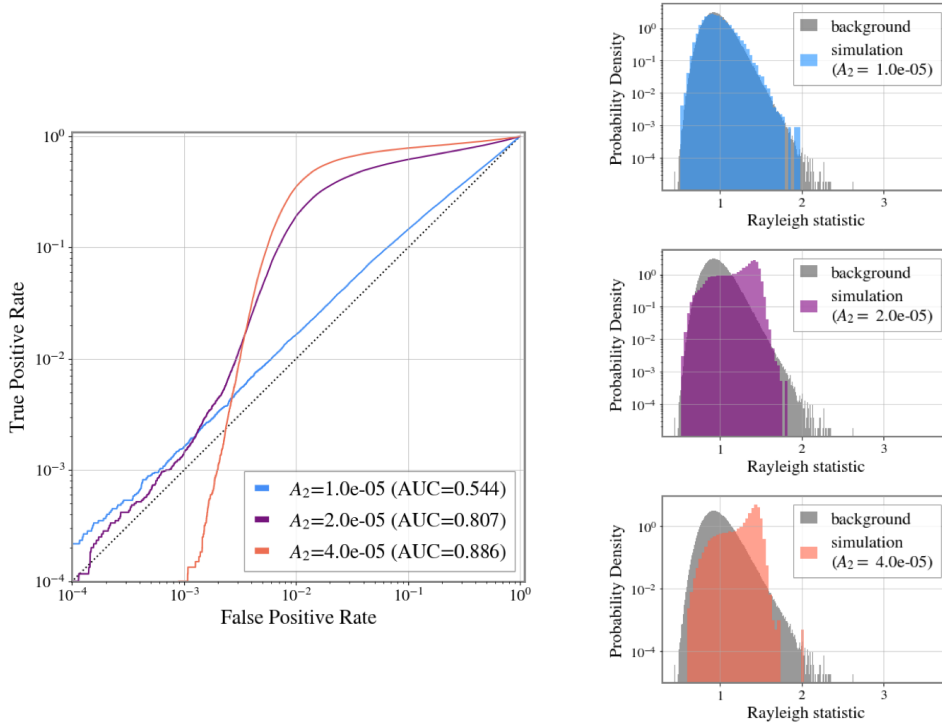 10⁰
10⁻¹
10⁻²
10⁻³
10⁻⁴
10⁻⁴
10⁻³
10⁻²
10⁻¹
10⁰
True Positive Rate
False Positive Rate
A₂=1.0e-05 (AUC=0.544)
A₂=2.0e-05 (AUC=0.807)
A₂=4.0e-05 (AUC=0.886)
10⁰
10⁻¹
10⁻²
10⁻³
10⁻⁴
Probability Density
background
simulation
(A₂ = 1.0e-05)
1
2
3
Rayleigh statistic
10⁰
10⁻¹
10⁻²
10⁻³
10⁻⁴
Probability Density
background
simulation
(A₂ = 2.0e-05)
1
2
3
Rayleigh statistic
10⁰
10⁻²
10⁻⁴
Probability Density
background
simulation
(A₂ = 4.0e-05)
1
2
3
Rayleigh statistic